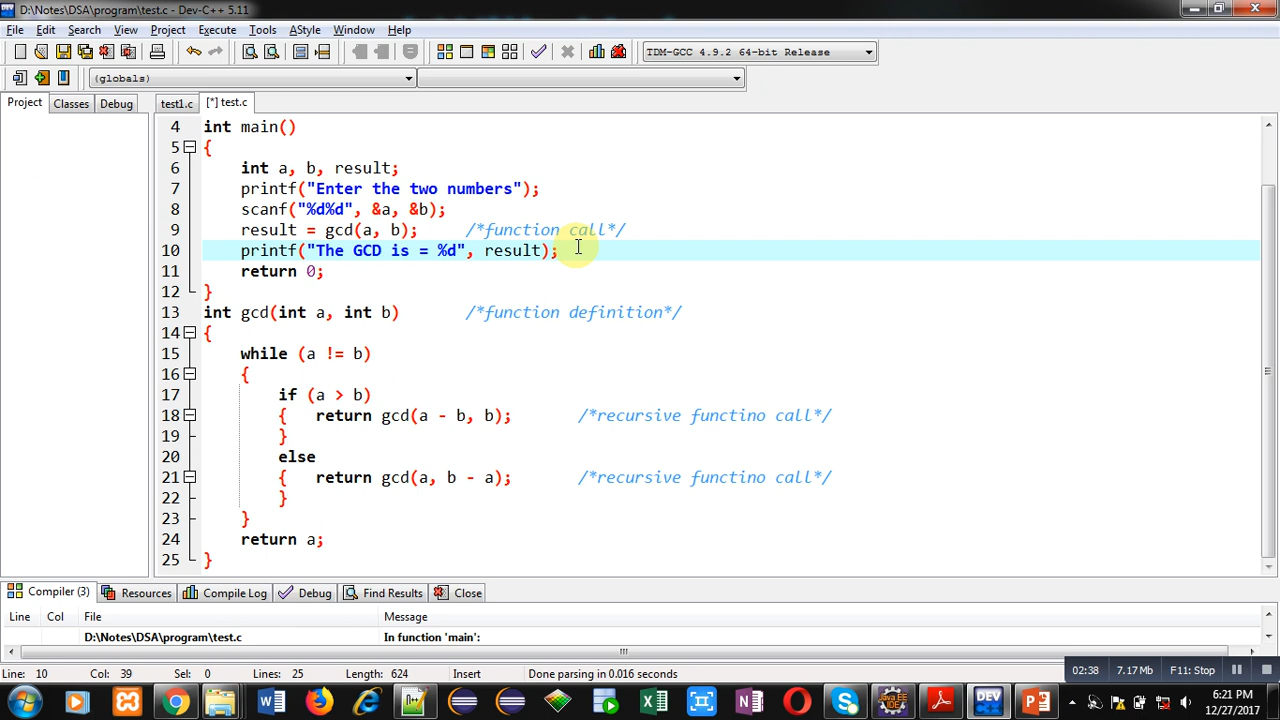 D:\Notes\DSA\program\test.c - Dev-C++ 5.11
File Edit Search View Project Execute Tools AStyle Window Help
TDM-GCC 4.9.2 64-bit Release
(globals)
Project Classes Debug test1.c [*] test.c
4 int main()
5 {
6 int a, b, result;
7 printf("Enter the two numbers");
8 scanf("%d%d", &a, &b);
9 result = gcd(a, b); /*function call*/
10 printf("The GCD is = %d", result);
11 return 0;
12 }
13 int gcd(int a, int b) /*function definition*/
14 {
15 while (a != b)
16 {
17 if (a > b)
18 { return gcd(a - b, b); /*recursive functino call*/
19 }
20 else
21 { return gcd(a, b - a); /*recursive functino call*/
22 }
23 }
24 return a;
25 }
Compiler (3) Resources Compile Log Debug Find Results Close
Line Col File Message
D:\Notes\DSA\program\test.c In function 'main':
Line: 10 Col: 39 Sel: 0 Lines: 25 Length: 624 Insert Done parsing in 0.016 seconds
02:38 7.17 Mb F11: Stop
6:21 PM
12/27/2017